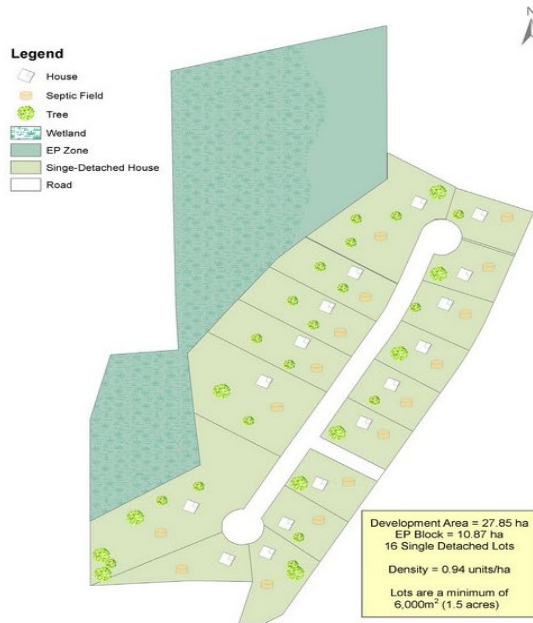 N
Legend
House
Septic Field
Tree
Wetland
EP Zone
Singe-Detached House
Road
Development Area = 27.85 ha
EP Block = 10.87 ha
16 Single Detached Lots
Density = 0.94 units/ha
Lots are a minimum of
6,000m² (1.5 acres)